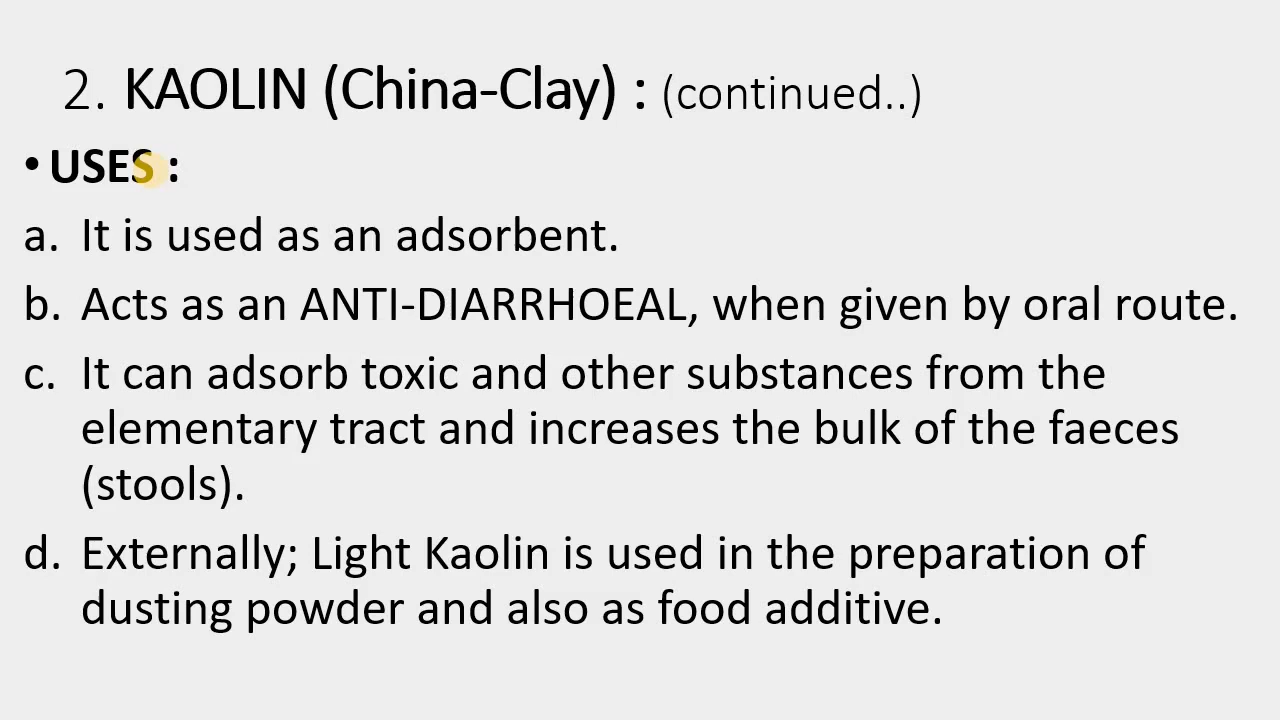 2. KAOLIN (China-Clay) : (continued..)
• USES :
a. It is used as an adsorbent.
b. Acts as an ANTI-DIARRHOEAL, when given by oral route.
c. It can adsorb toxic and other substances from the
elementary tract and increases the bulk of the faeces
(stools).
d. Externally; Light Kaolin is used in the preparation of
dusting powder and also as food additive.